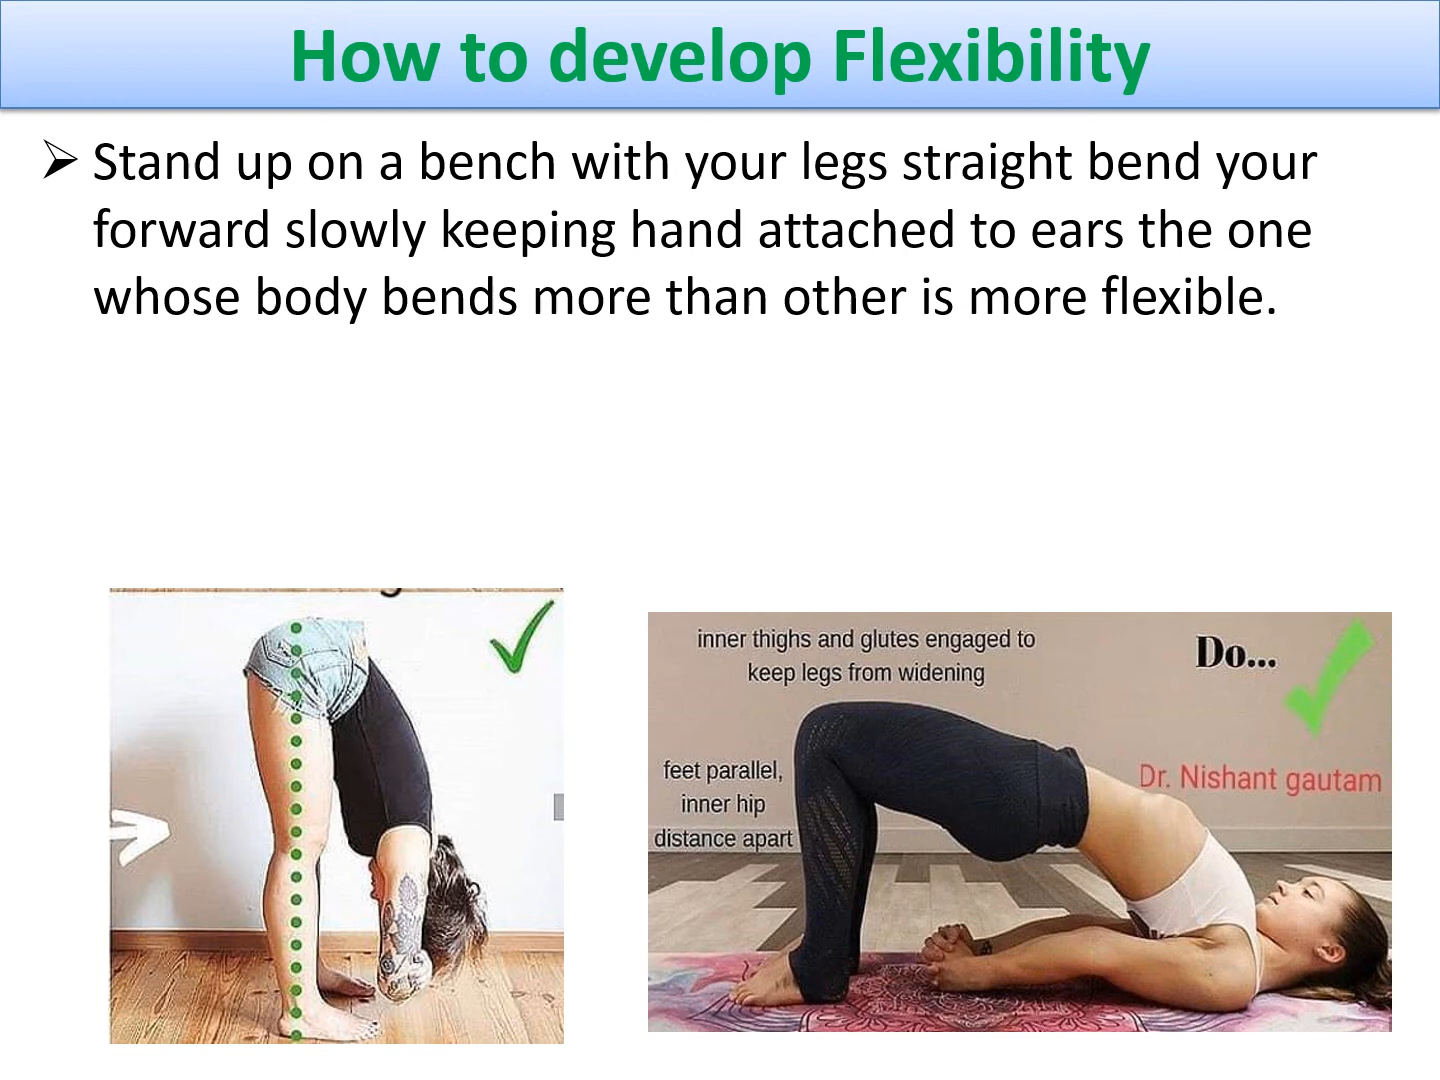 How to develop Flexibility
➢ Stand up on a bench with your legs straight bend your
forward slowly keeping hand attached to ears the one
whose body bends more than other is more flexible.
inner thighs and glutes engaged to
keep legs from widening
Do...
feet parallel,
inner hip
distance apart
Dr. Nishant gautam